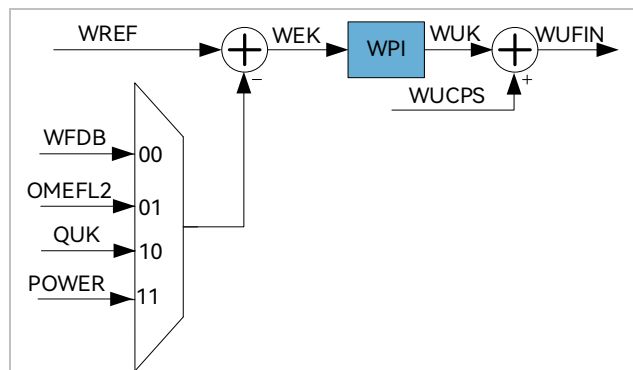 WREF
WEK
WPI
WUK
WUFIN
+
WUCPS
WFDB
00
OMEFL2
01
QUK
10
POWER
11